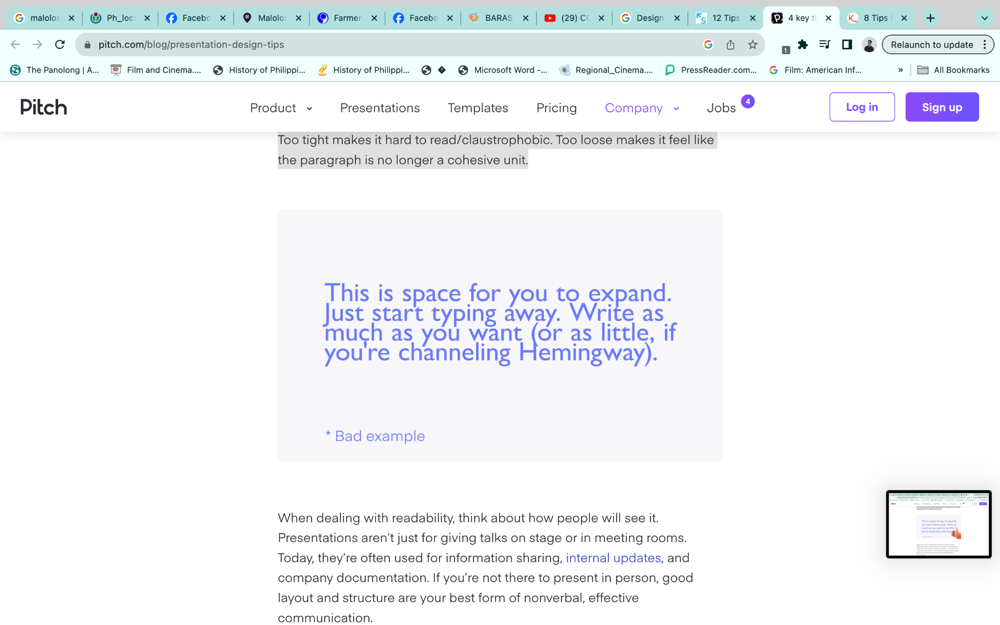 malolos
Ph_loc
Facebo
Malolos
Farmer
Facebo
BARAS
(29) CC
Design
12 Tips
4 key ti
8 Tips
pitch.com/blog/presentation-design-tips
1
Relaunch to update
The Panolong | A...
Film and Cinema....
History of Philippi...
History of Philippi...
Microsoft Word -...
Regional_Cinema....
PressReader.com...
Film: American Inf...
»
All Bookmarks
Pitch
Product
Presentations
Templates
Pricing
Company
Jobs
4
Log in
Sign up
Too tight makes it hard to read/claustrophobic. Too loose makes it feel like
the paragraph is no longer a cohesive unit.
This is space for you to expand.
Just start typing away. Write as
much as you want (or as little, if
you're channeling Hemingway).
* Bad example
When dealing with readability, think about how people will see it.
Presentations aren’t just for giving talks on stage or in meeting rooms.
Today, they’re often used for information sharing, internal updates, and
company documentation. If you’re not there to present in person, good
layout and structure are your best form of nonverbal, effective
communication.